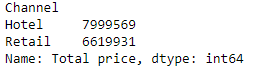 Channel
Hotel     7999569
Retail    6619931
Name: Total price, dtype: int64